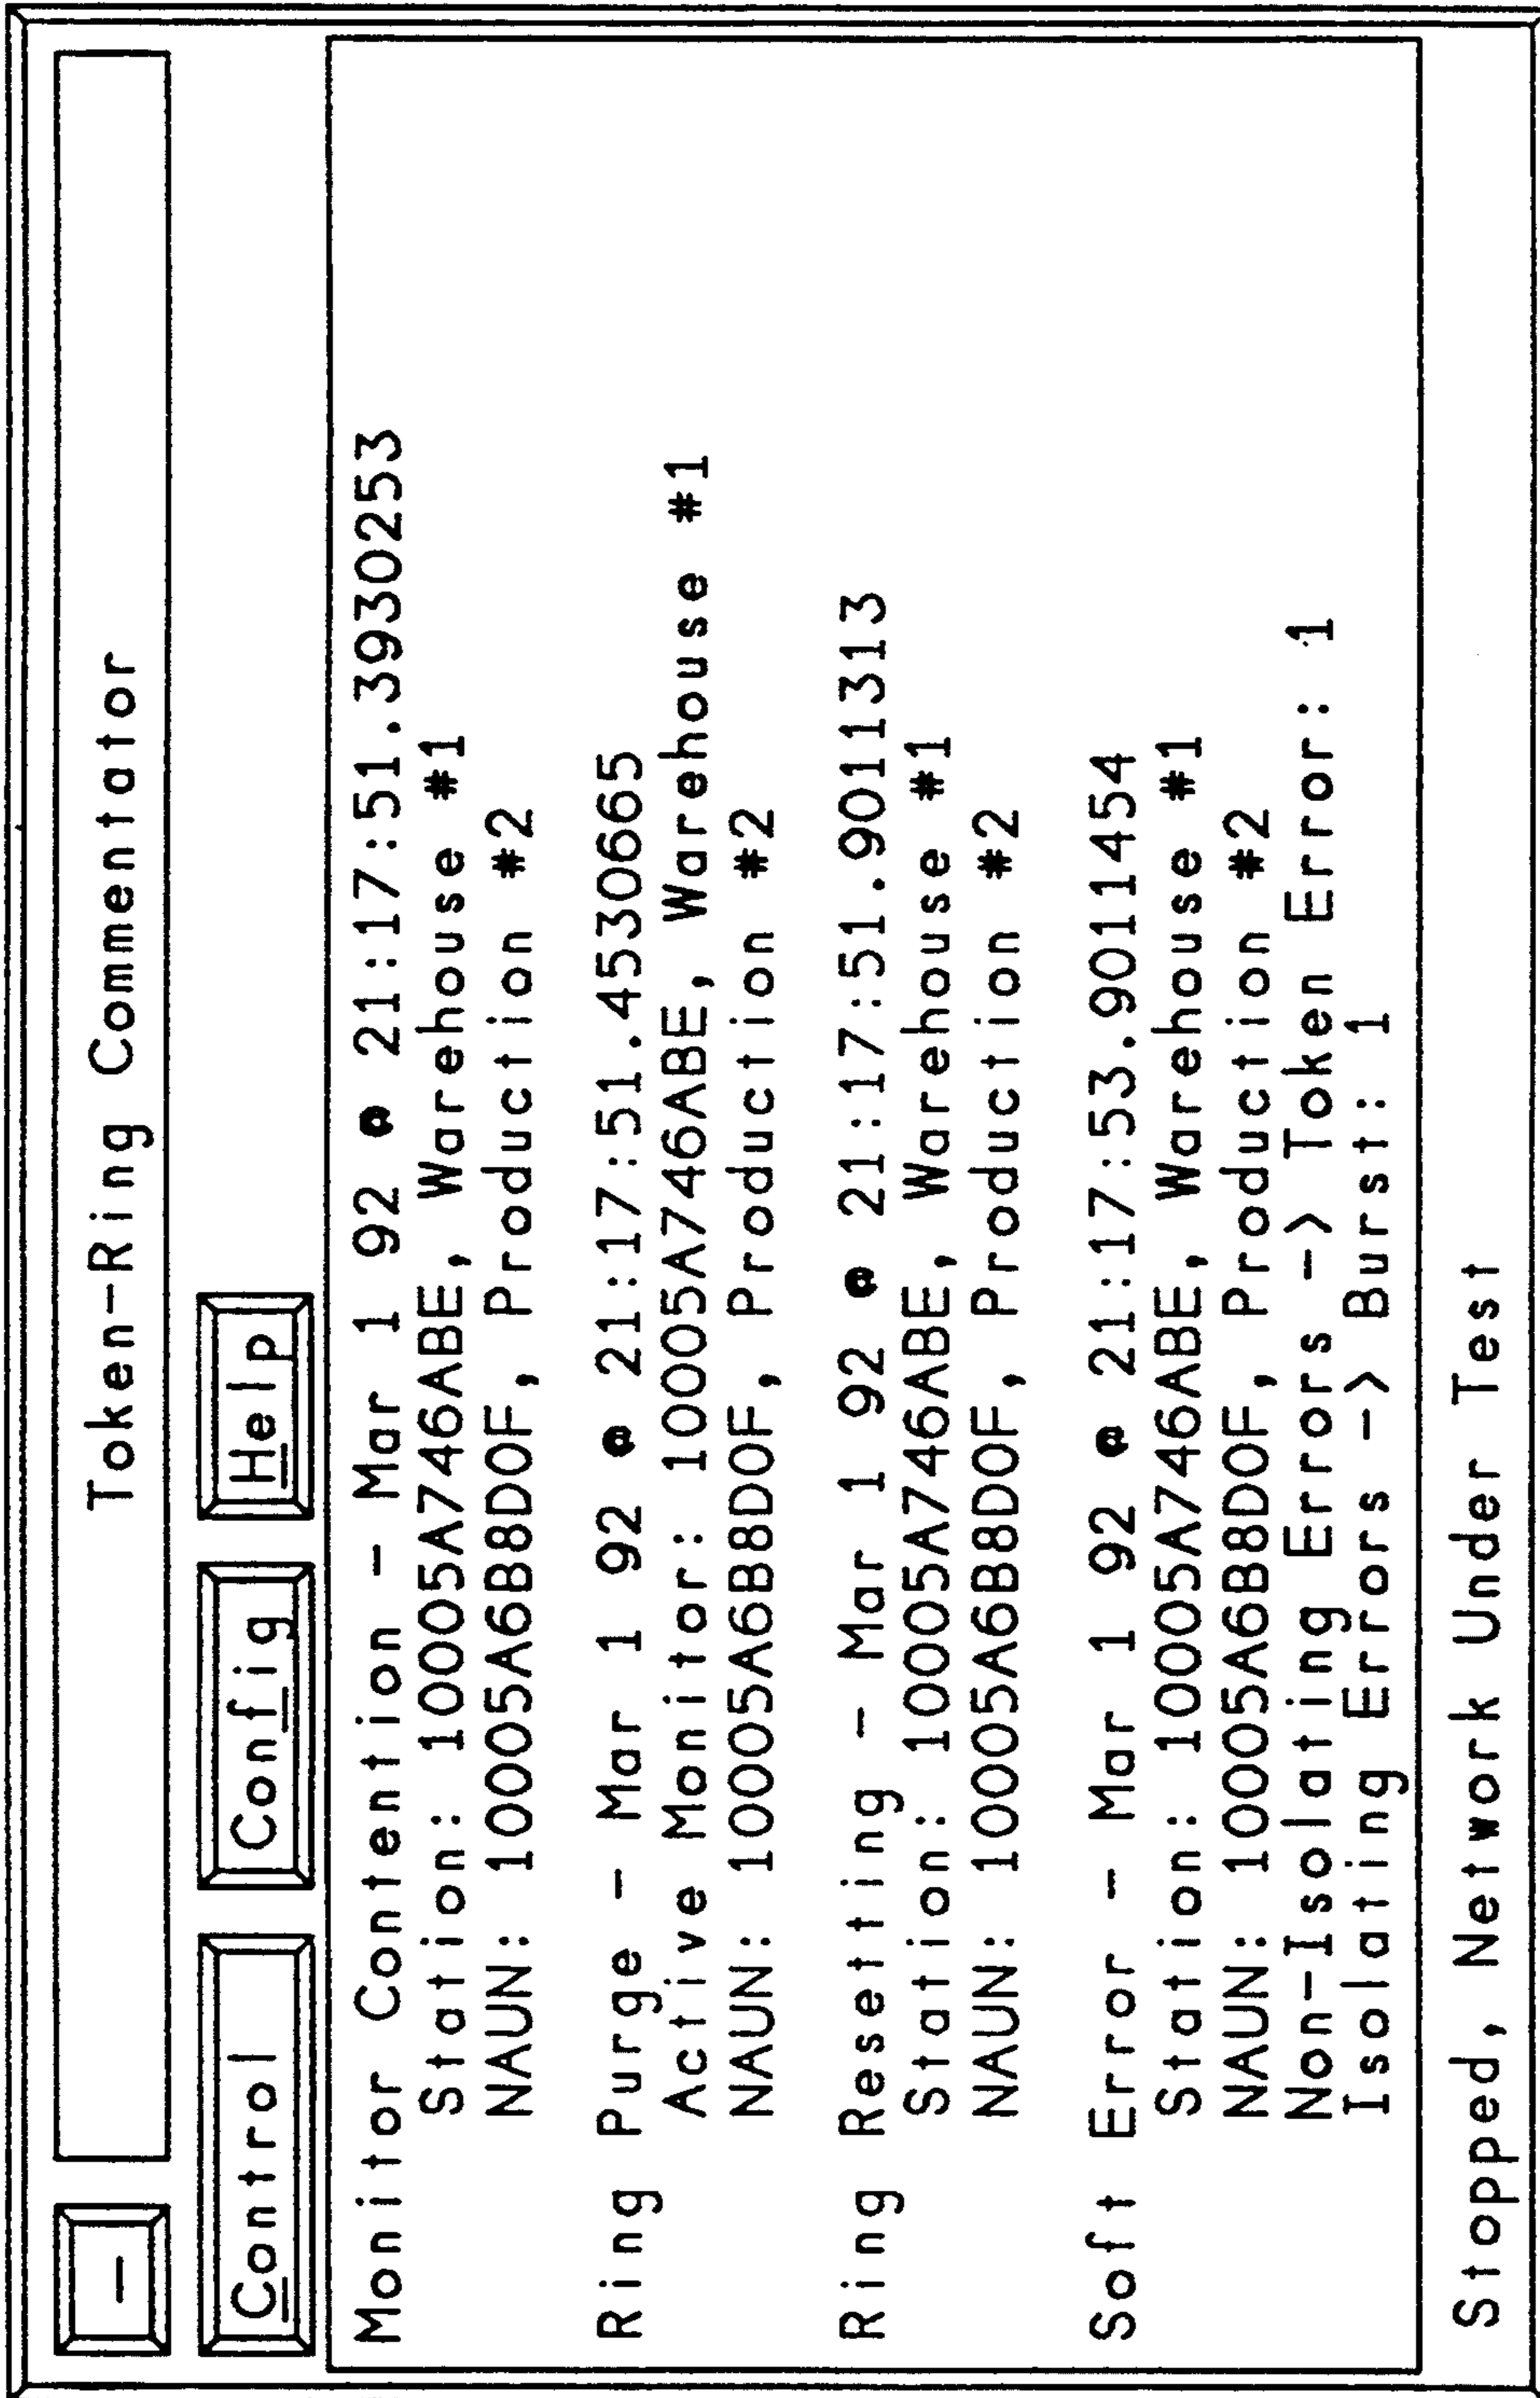 -
Token-Ring Commentator
Control Config Help
Monitor Contention - Mar 1 92 @ 21:17:51.3930253
Station: 10005A746ABE, Warehouse #1
NAUN: 10005A6B8D0F, Production #2
Ring Purge - Mar 1 92 @ 21:17:51.4530665
Active Monitor: 10005A746ABE, Warehouse #1
NAUN: 10005A6B8D0F, Production #2
Ring Resetting - Mar 1 92 @ 21:17:51.9011313
Station: 10005A746ABE, Warehouse #1
NAUN: 10005A6B8D0F, Production #2
Soft Error - Mar 1 92 @ 21:17:53.9011454
Station: 10005A746ABE, Warehouse #1
NAUN: 10005A6B8D0F, Production #2
Non-Isolating Errors -> Token Error: 1
Isolating Errors -> Burst: 1
Stopped, Network Under Test